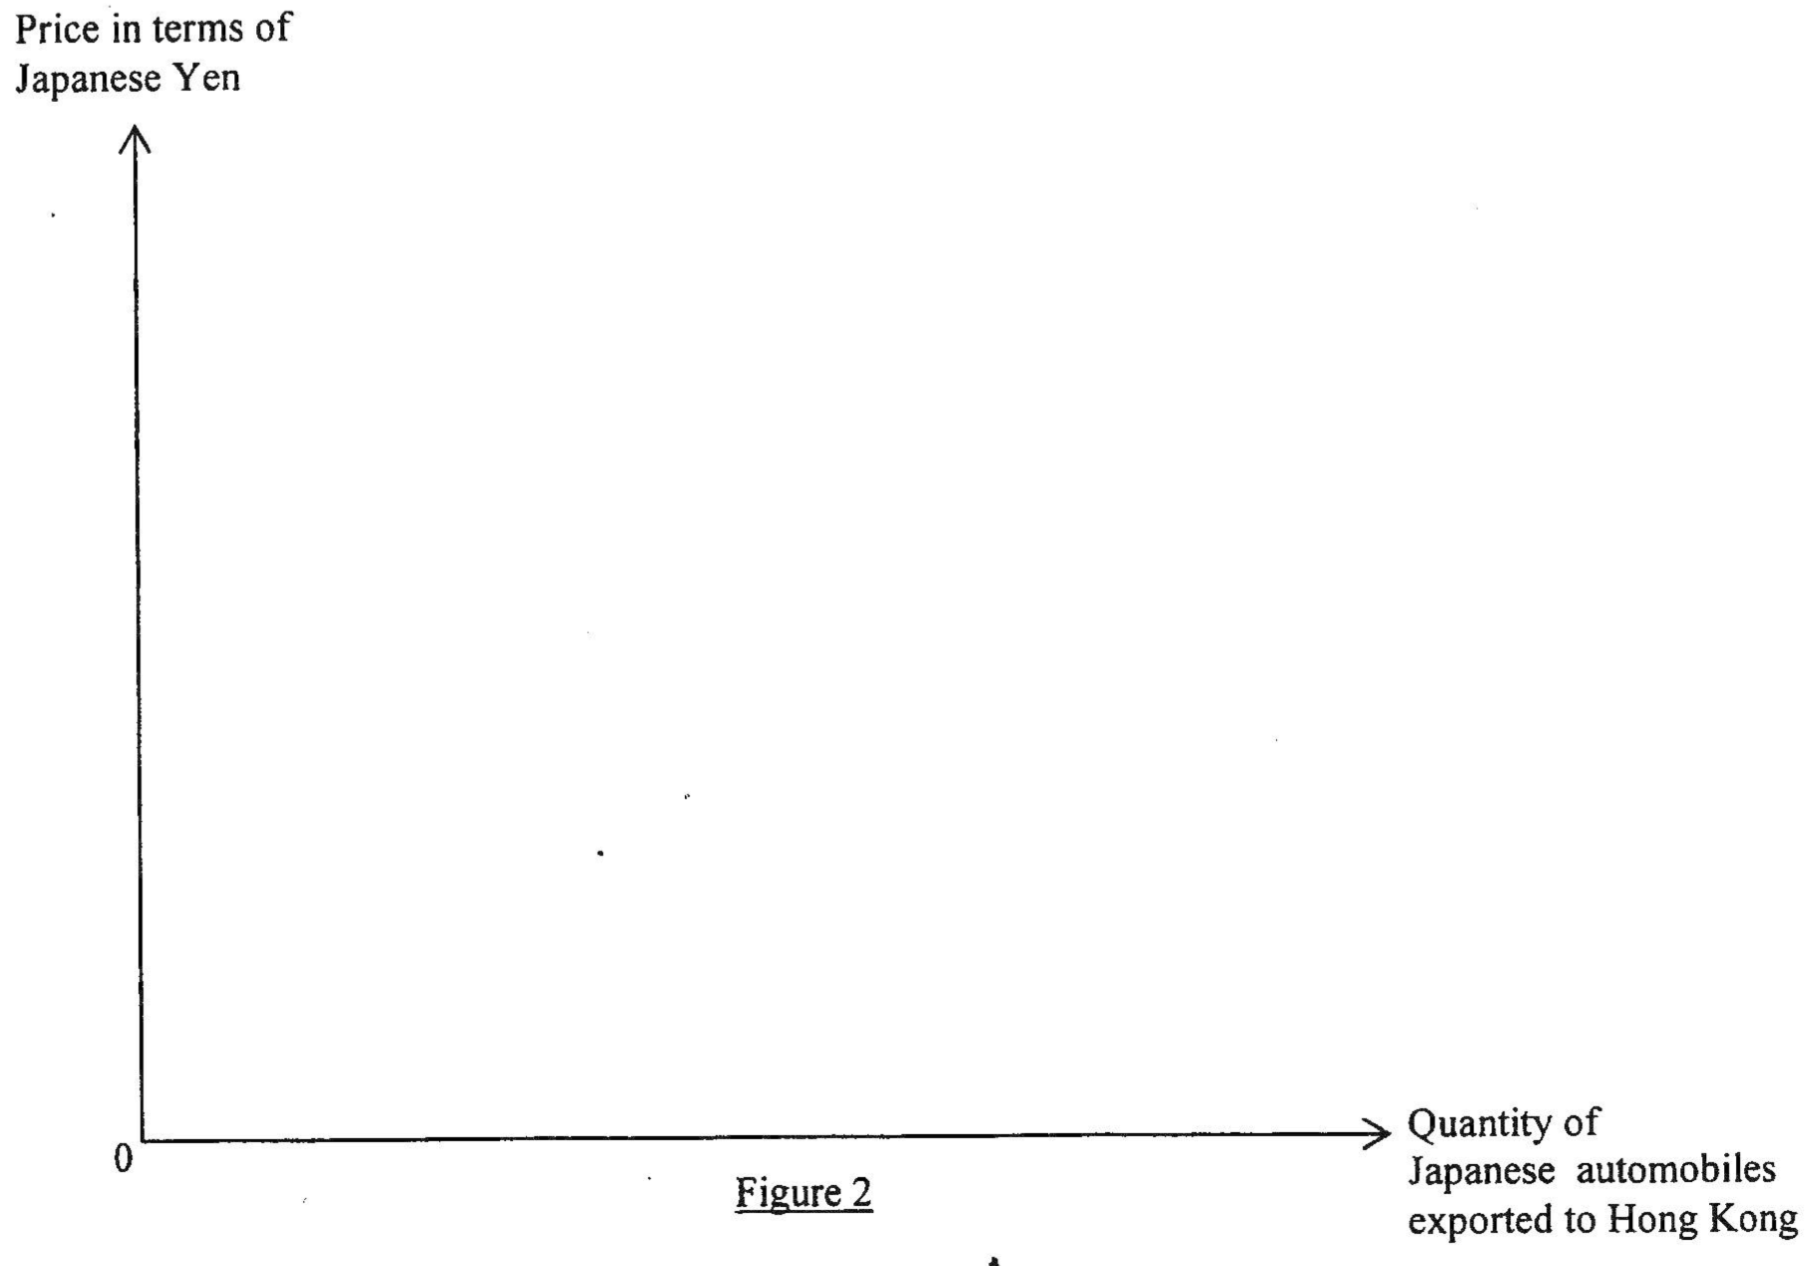 Price in terms of
Japanese Yen
0
Figure 2
Quantity of
Japanese automobiles
exported to Hong Kong